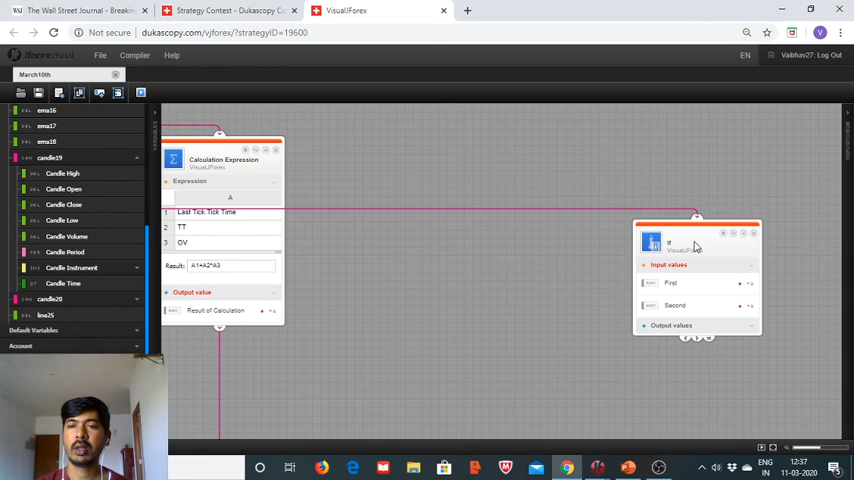 The Wall Street Journal - Breakin
Strategy Contest - Dukascopy Co
VisualJForex
Not secure
dukascopy.com/vjforex/?strategyID=19600
jforexvisual
File
Compiler
Help
EN
Vaibhav27: Log Out
March10th
ema16
ema17
ema18
candle19
Candle High
Candle Open
Candle Close
Candle Low
Candle Volume
Candle Period
Candle Instrument
Candle Time
candle20
line25
Default Variables
Account
Calculation Expression
VisualJForex
Expression
A
1 Last Tick.Tick Time
2 TT
3 OV
Result: A1+A2*A3
Output value
Result of Calculation
If
VisualJForex
Input values
First
Second
Output values
REPOSITORIUM
ENG
IN
12:37
11-03-2020
5